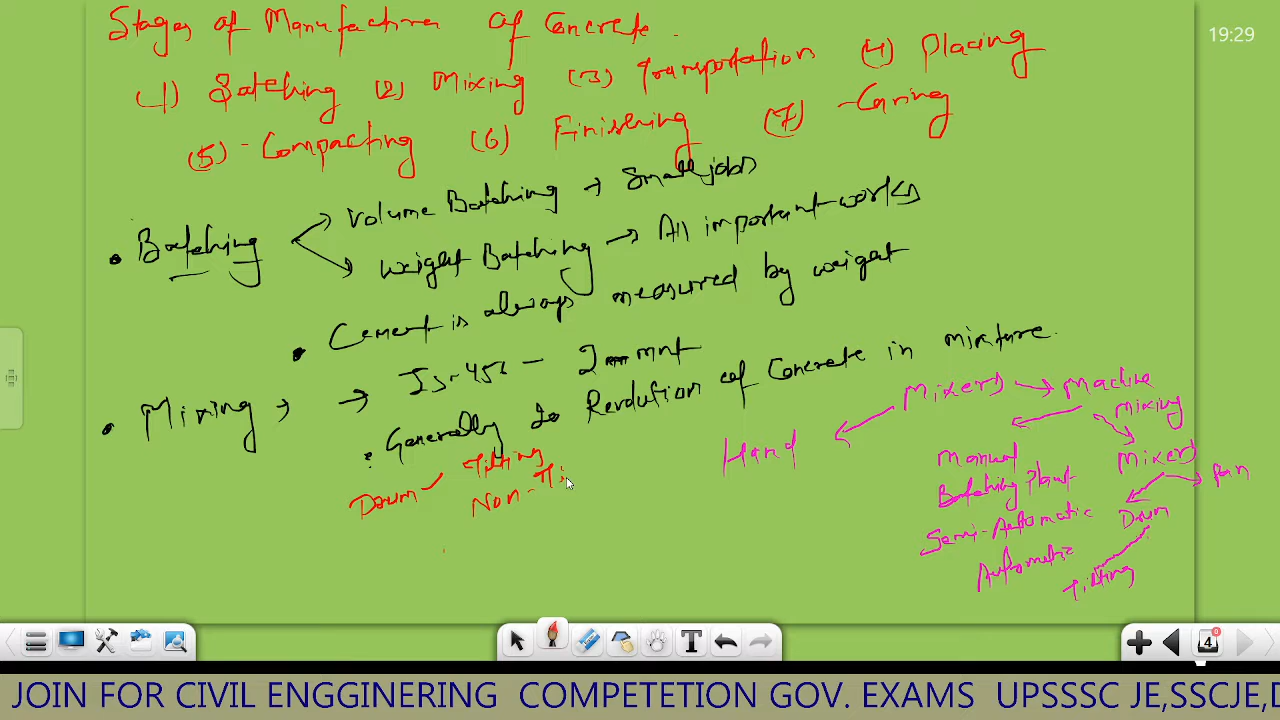 Stages of Manufacture of Concrete
19:29
(1) Batching (2) Mixing (3) Transportation (4) Placing
(5) Compacting (6) Finishing (7) Curing
Batching → Volume Batching → Small jobs
→ Weight Batching → All important works
Cement is always measured by weight
Mixing → → Is-456 - 2 mnt
Generally 20 Revolution of Concrete in mixture.
Mixers → Machine Mixing
Hand
Manual
Batching Plant
Semi-Automatic
Automatic
Mixers
Pan
Drum
Tilting
Drum Tilting
Non-Ti
T
4
JOIN FOR CIVIL ENGGINERING COMPETETION GOV. EXAMS UPSSSC JE,SSCJE,D